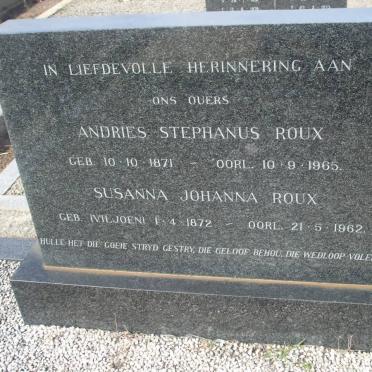 IN LIEFDEVOLLE HERINNERING AAN
ONS OUERS
ANDRIES STEPHANUS ROUX
GEB. 10·10·1871 — OORL. 10·9·1965.
SUSANNA JOHANNA ROUX
GEB. (VILJOEN) 1·4·1872 — OORL. 21·5·1962.
HULLE HET DIE GOEIE STRYD GESTRY, DIE GELOOF BEHOU, DIE WEDLOOP